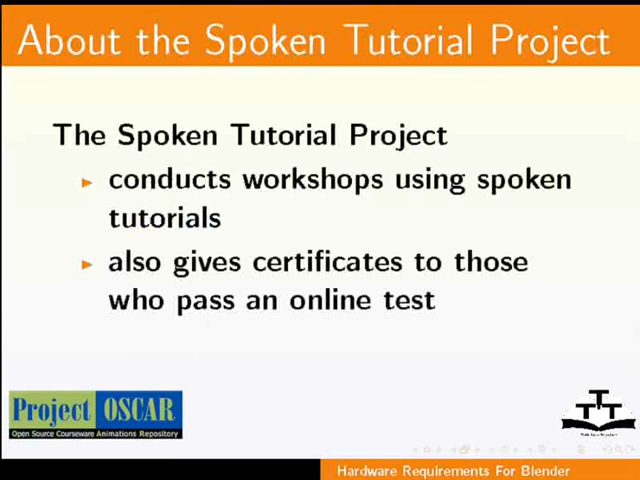 About the Spoken Tutorial Project
The Spoken Tutorial Project
conducts workshops using spoken
tutorials
also gives certificates to those
who pass an online test
Project OSCAR
Open Source Courseware Animations Repository
TTT
Hardware Requirements For Blender